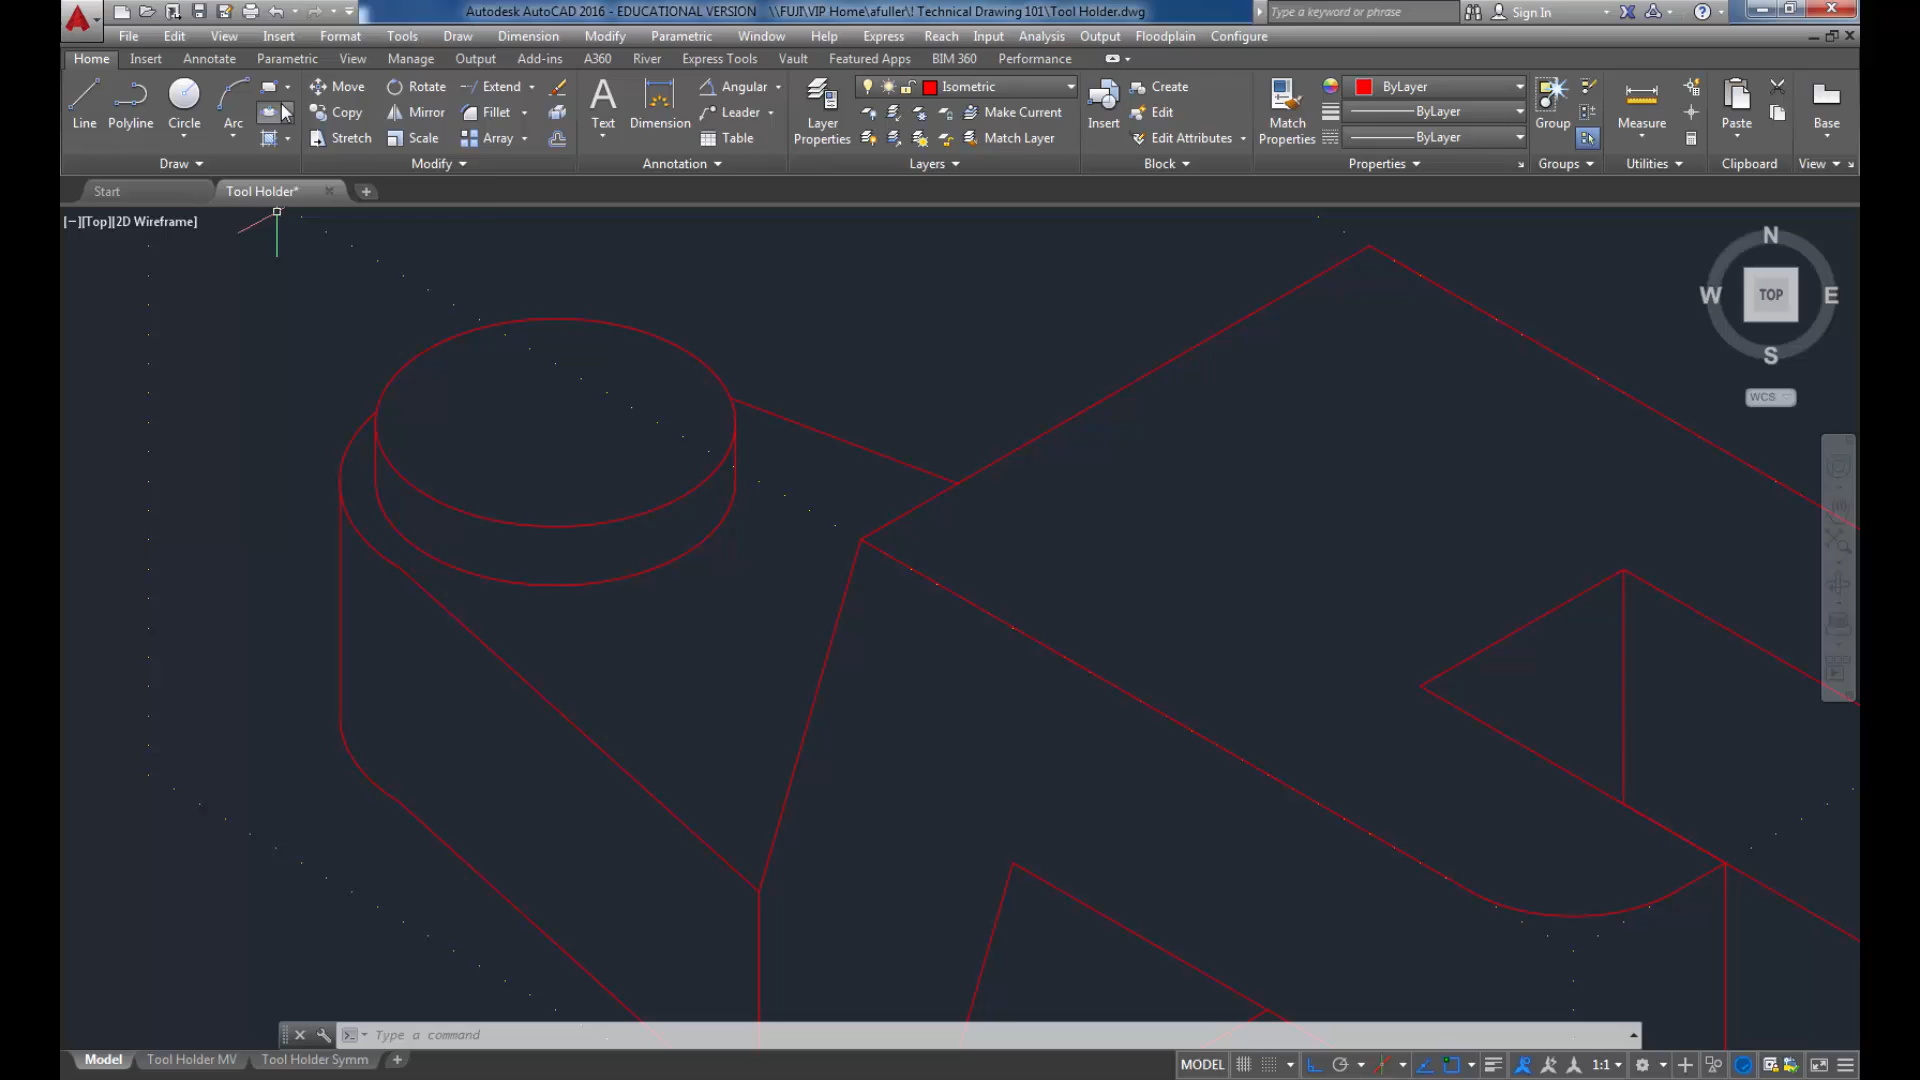 Autodesk AutoCAD 2016 - EDUCATIONAL VERSION \\FUJI\VIP Home\afuller\! Technical Drawing 101\Tool Holder.dwg
Type a keyword or phrase
Sign In
File Edit View Insert Format Tools Draw Dimension Modify Parametric Window Help Express Reach Input Analysis Output Floodplain Configure
Home Insert Annotate Parametric View Manage Output Add-ins A360 River Express Tools Vault Featured Apps BIM 360 Performance
Move Rotate Extend Angular Isometric Create ByLayer
Line Polyline Circle Arc Copy Mirror Fillet Text Dimension Leader Layer Properties Make Current Insert Edit Match Properties ByLayer Group Measure Paste Base
Stretch Scale Array Table Match Layer Edit Attributes ByLayer
Draw Modify Annotation Layers Block Properties Groups Utilities Clipboard View
Start Tool Holder*
[−][Top][2D Wireframe]
N
W TOP E
S
WCS
Type a command
Model Tool Holder MV Tool Holder Symm
MODEL 1:1